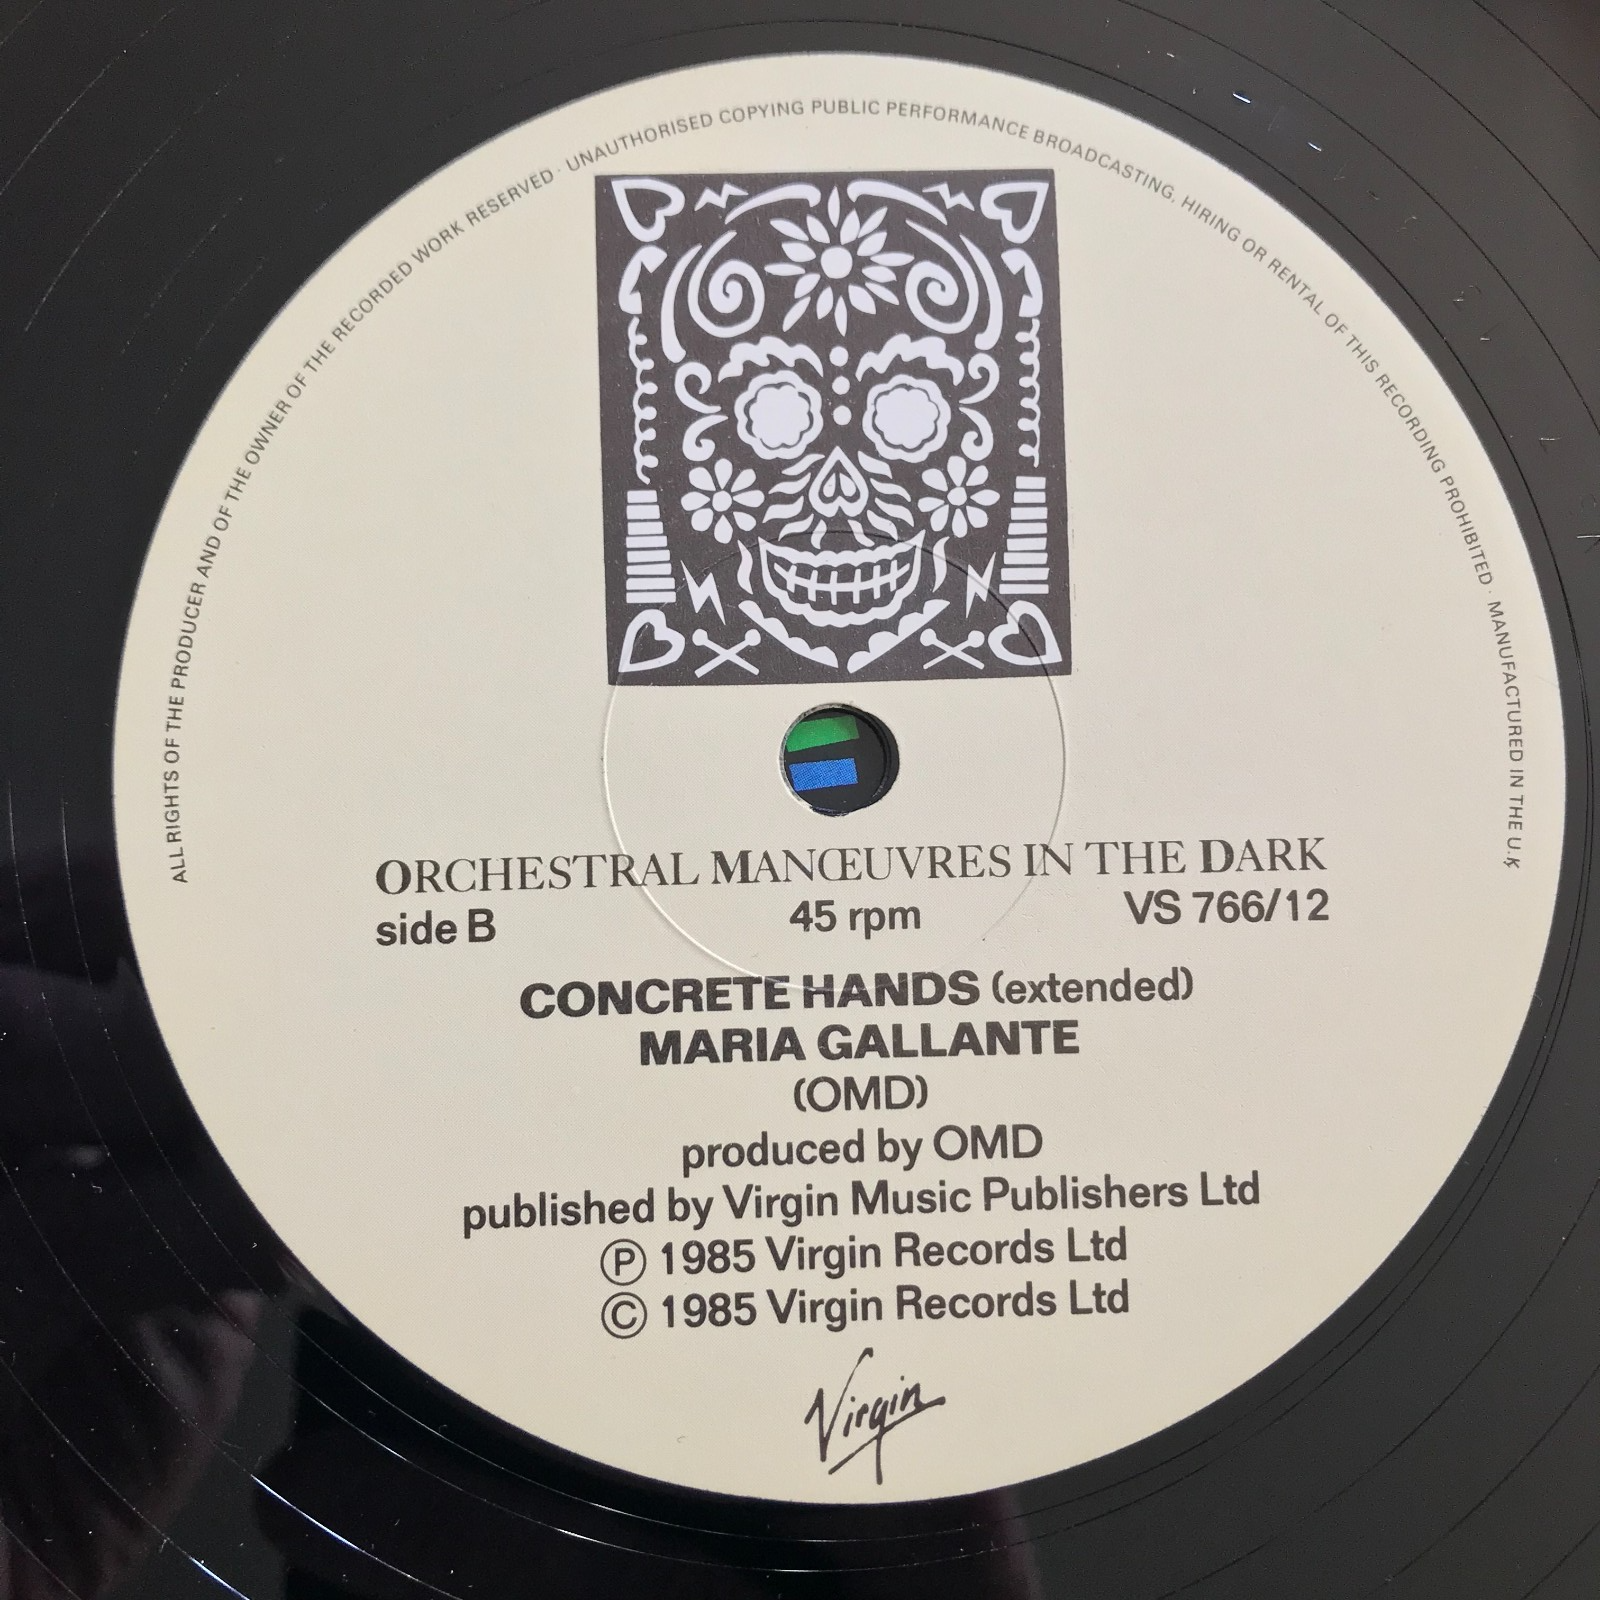 ALL RIGHTS OF THE PRODUCER AND OF THE OWNER OF THE RECORDED WORK RESERVED · UNAUTHORISED COPYING PUBLIC PERFORMANCE BROADCASTING, HIRING OR RENTAL OF THIS RECORDING PROHIBITED · MANUFACTURED IN THE U.K
ORCHESTRAL MANŒUVRES IN THE DARK
side B 45 rpm VS 766/12
CONCRETE HANDS (extended)
MARIA GALLANTE
(OMD)
produced by OMD
published by Virgin Music Publishers Ltd
Ⓟ 1985 Virgin Records Ltd
© 1985 Virgin Records Ltd
Virgin